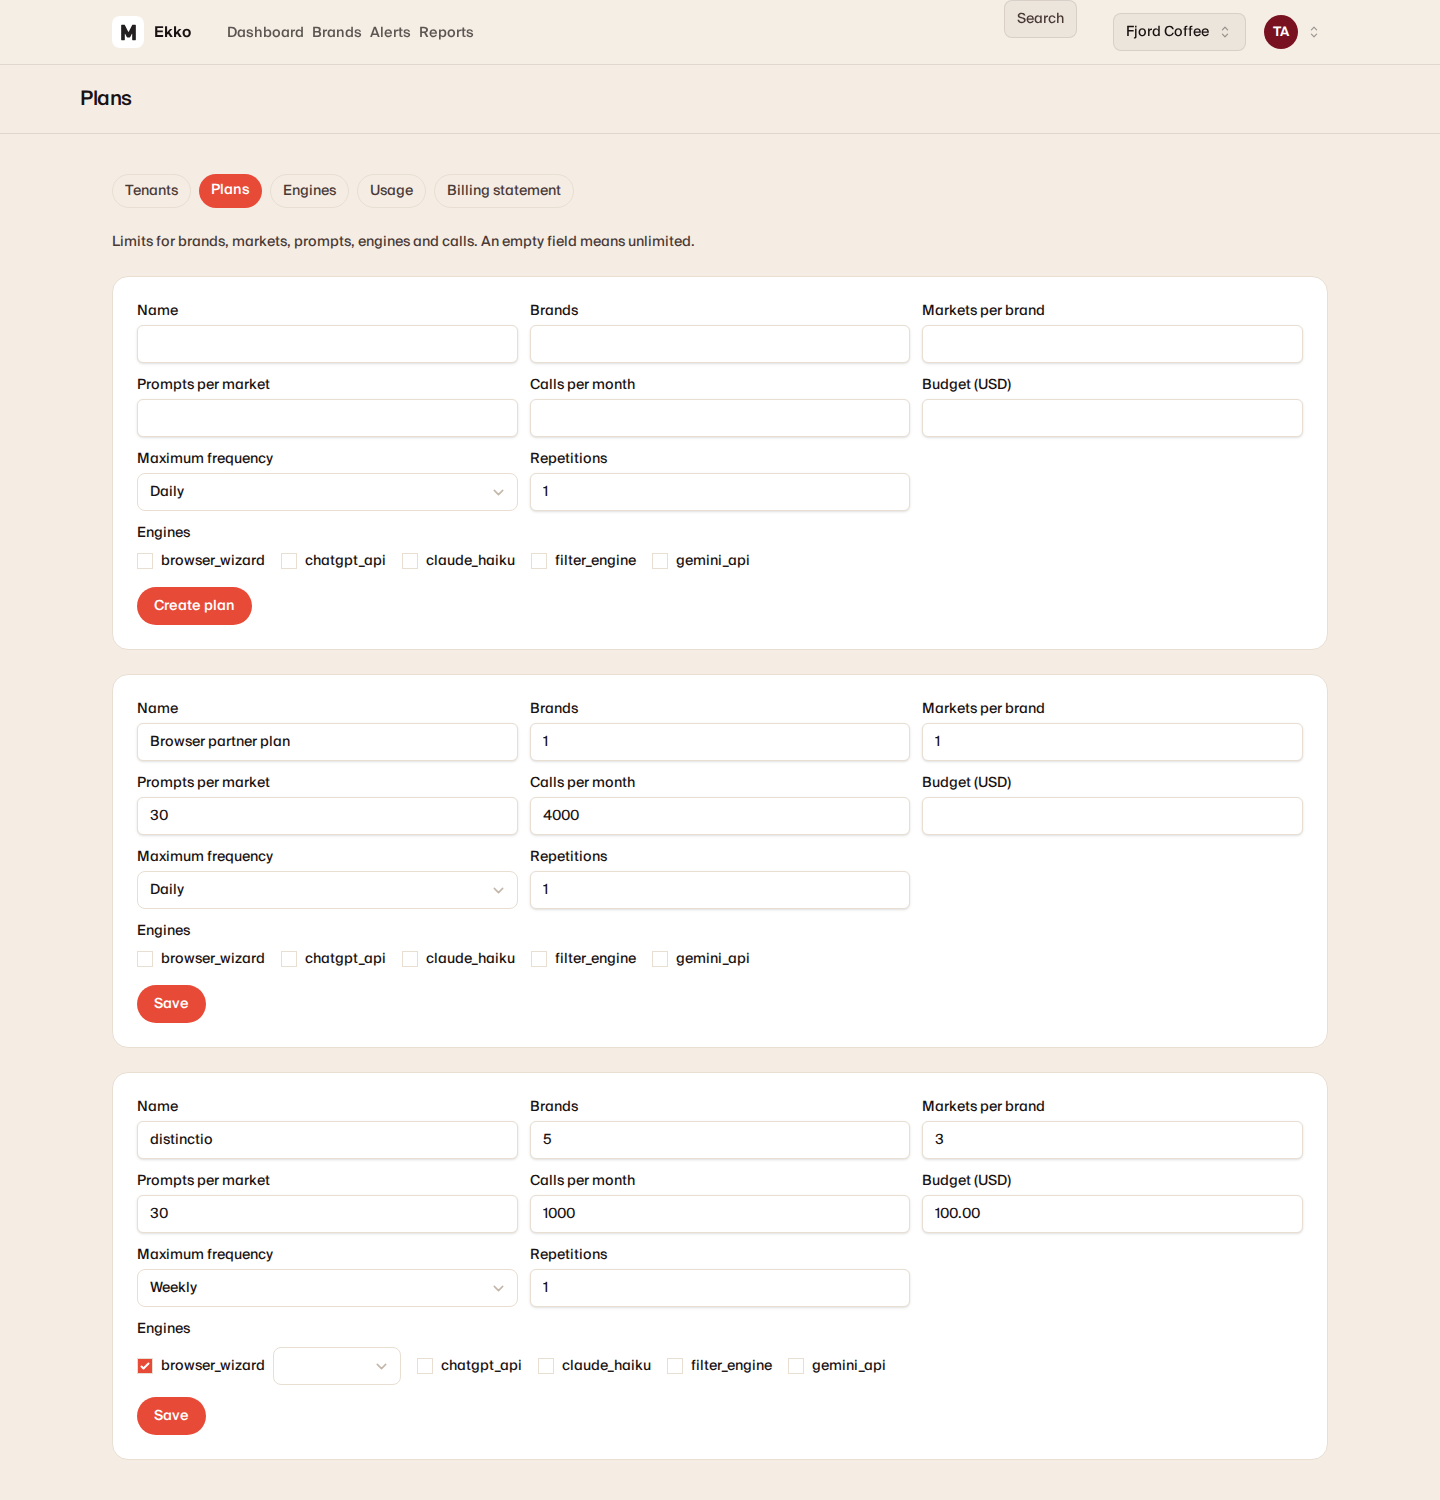 M Ekko Dashboard Brands Alerts Reports Search Fjord Coffee TA
Plans
Tenants Plans Engines Usage Billing statement
Limits for brands, markets, prompts, engines and calls. An empty field means unlimited.
Name Brands Markets per brand
Prompts per market Calls per month Budget (USD)
Maximum frequency Repetitions
Daily 1
Engines
browser_wizard chatgpt_api claude_haiku filter_engine gemini_api
Create plan
Name Brands Markets per brand
Browser partner plan 1 1
Prompts per market Calls per month Budget (USD)
30 4000
Maximum frequency Repetitions
Daily 1
Engines
browser_wizard chatgpt_api claude_haiku filter_engine gemini_api
Save
Name Brands Markets per brand
distinctio 5 3
Prompts per market Calls per month Budget (USD)
30 1000 100.00
Maximum frequency Repetitions
Weekly 1
Engines
browser_wizard chatgpt_api claude_haiku filter_engine gemini_api
Save